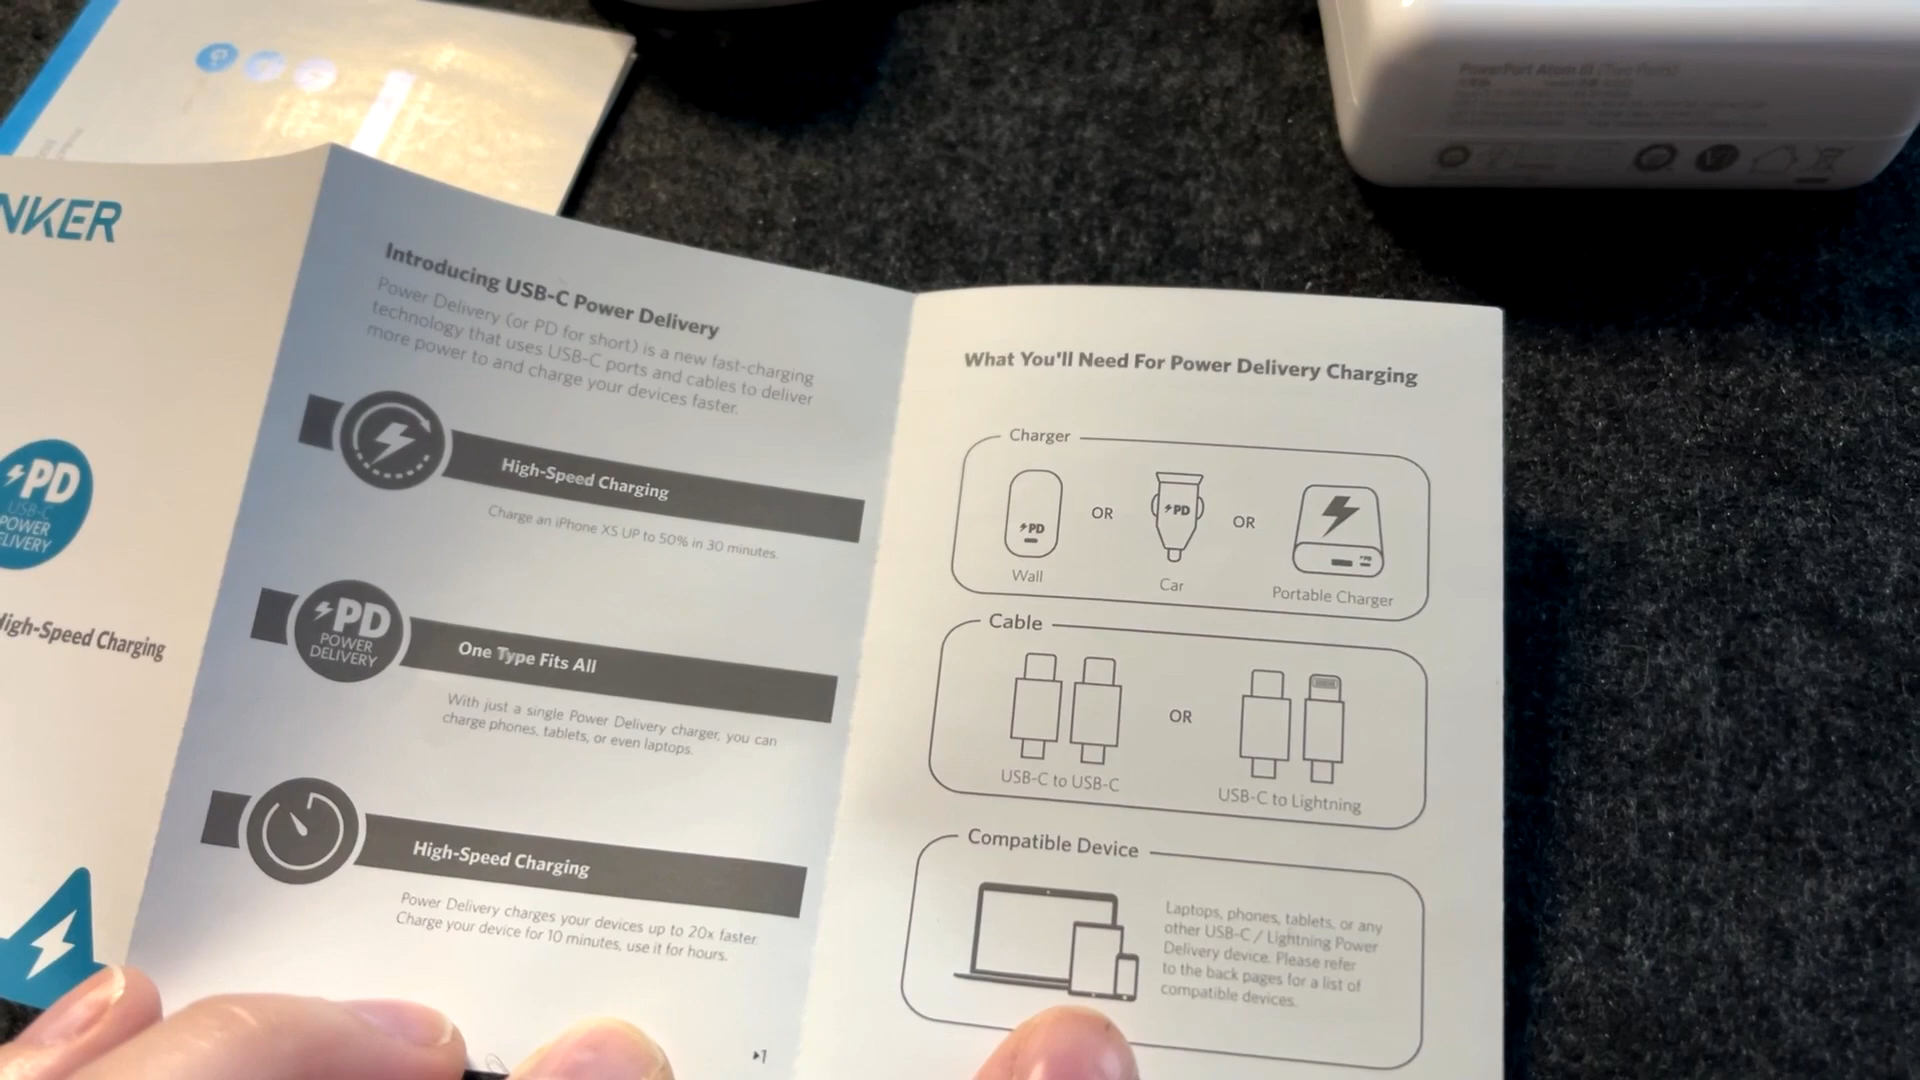 NKER
PD
USB-C
POWER
ELIVERY
High-Speed Charging
Introducing USB-C Power Delivery
Power Delivery (or PD for short) is a new fast-charging
technology that uses USB-C ports and cables to deliver
more power to and charge your devices faster.
High-Speed Charging
Charge an iPhone XS UP to 50% in 30 minutes.
PD
POWER
DELIVERY
One Type Fits All
With just a single Power Delivery charger, you can
charge phones, tablets, or even laptops.
High-Speed Charging
Power Delivery charges your devices up to 20x faster.
Charge your device for 10 minutes, use it for hours.
1
What You'll Need For Power Delivery Charging
Charger
PD
OR
PD
OR
Wall
Car
Portable Charger
Cable
OR
USB-C to USB-C
USB-C to Lightning
Compatible Device
Laptops, phones, tablets, or any
other USB-C / Lightning Power
Delivery device. Please refer
to the back pages for a list of
compatible devices.
PowerPort Atom III (Two Ports)